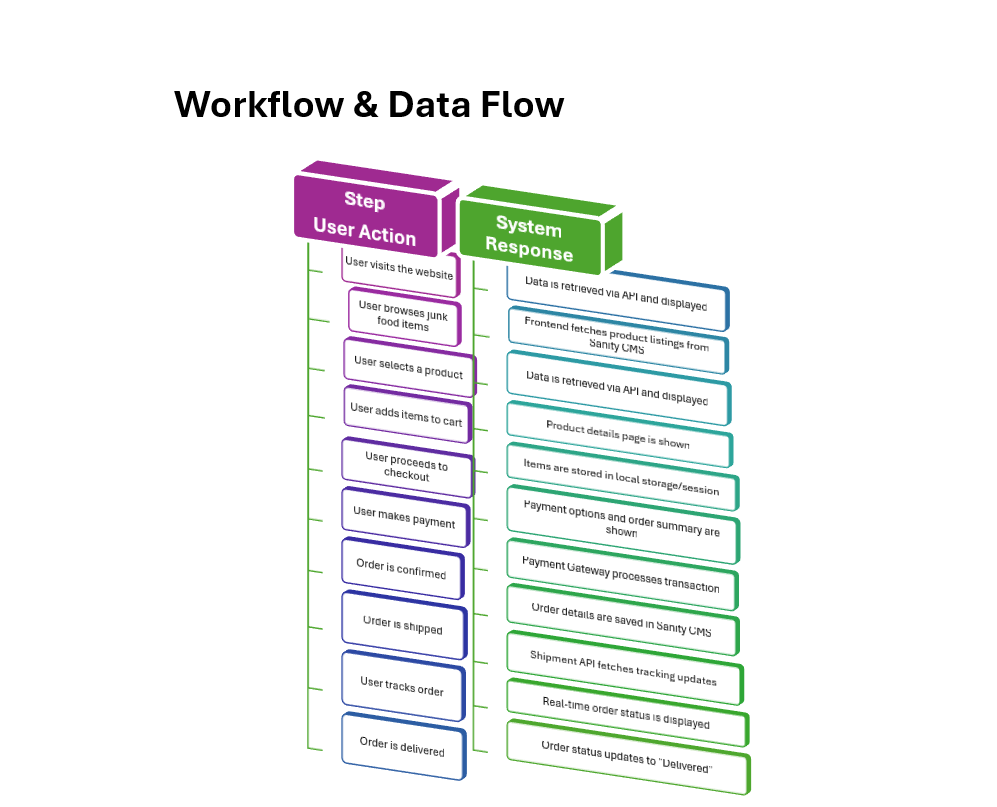 Workflow & Data Flow
Step
User Action
User visits the website
User browses junk
food items
User selects a product
User adds items to cart
User proceeds to
checkout
User makes payment
Order is confirmed
Order is shipped
User tracks order
Order is delivered
System
Response
Data is retrieved via API and displayed
Frontend fetches product listings from
Sanity CMS
Data is retrieved via API and displayed
Product details page is shown
Items are stored in local storage/session
Payment options and order summary are
shown
Payment Gateway processes transaction
Order details are saved in Sanity CMS
Shipment API fetches tracking updates
Real-time order status is displayed
Order status updates to "Delivered"